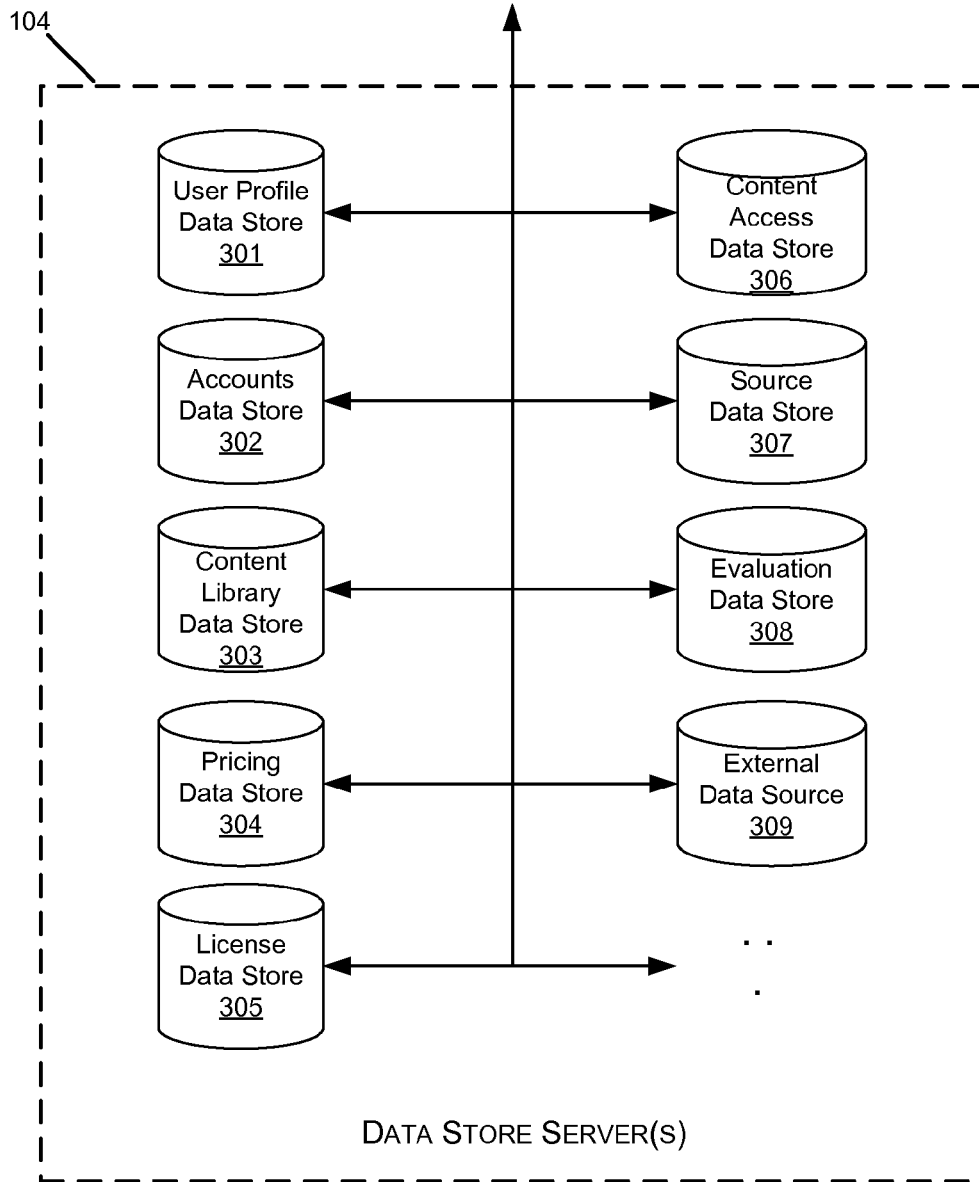 104
User Profile
Data Store
301
Content
Access
Data Store
306
Accounts
Data Store
302
Source
Data Store
307
Content
Library
Data Store
303
Evaluation
Data Store
308
Pricing
Data Store
304
External
Data Source
309
License
Data Store
305
. .
.
DATA STORE SERVER(S)